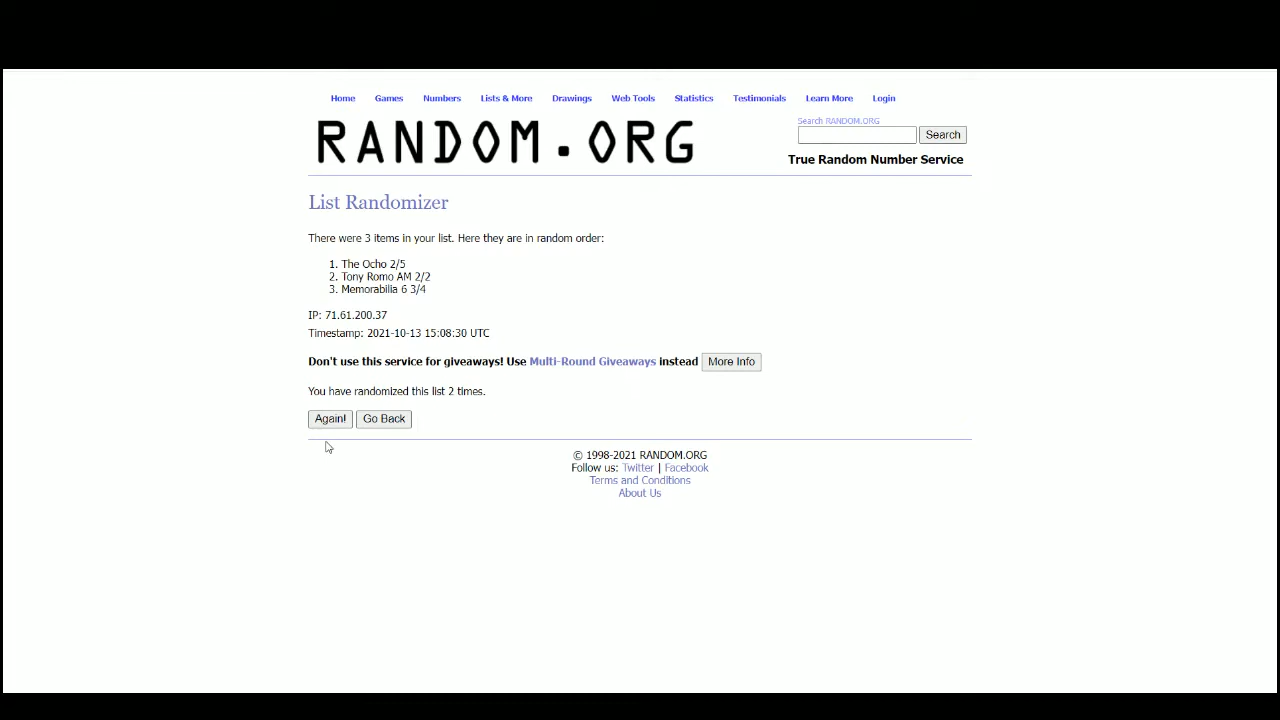 Home Games Numbers Lists & More Drawings Web Tools Statistics Testimonials Learn More Login
RANDOM.ORG
Search RANDOM.ORG
Search
True Random Number Service
List Randomizer
There were 3 items in your list. Here they are in random order:
1. The Ocho 2/5
2. Tony Romo AM 2/2
3. Memorabilia 6 3/4
IP: 71.61.200.37
Timestamp: 2021-10-13 15:08:30 UTC
Don't use this service for giveaways! Use Multi-Round Giveaways instead More Info
You have randomized this list 2 times.
Again! Go Back
© 1998-2021 RANDOM.ORG
Follow us: Twitter | Facebook
Terms and Conditions
About Us